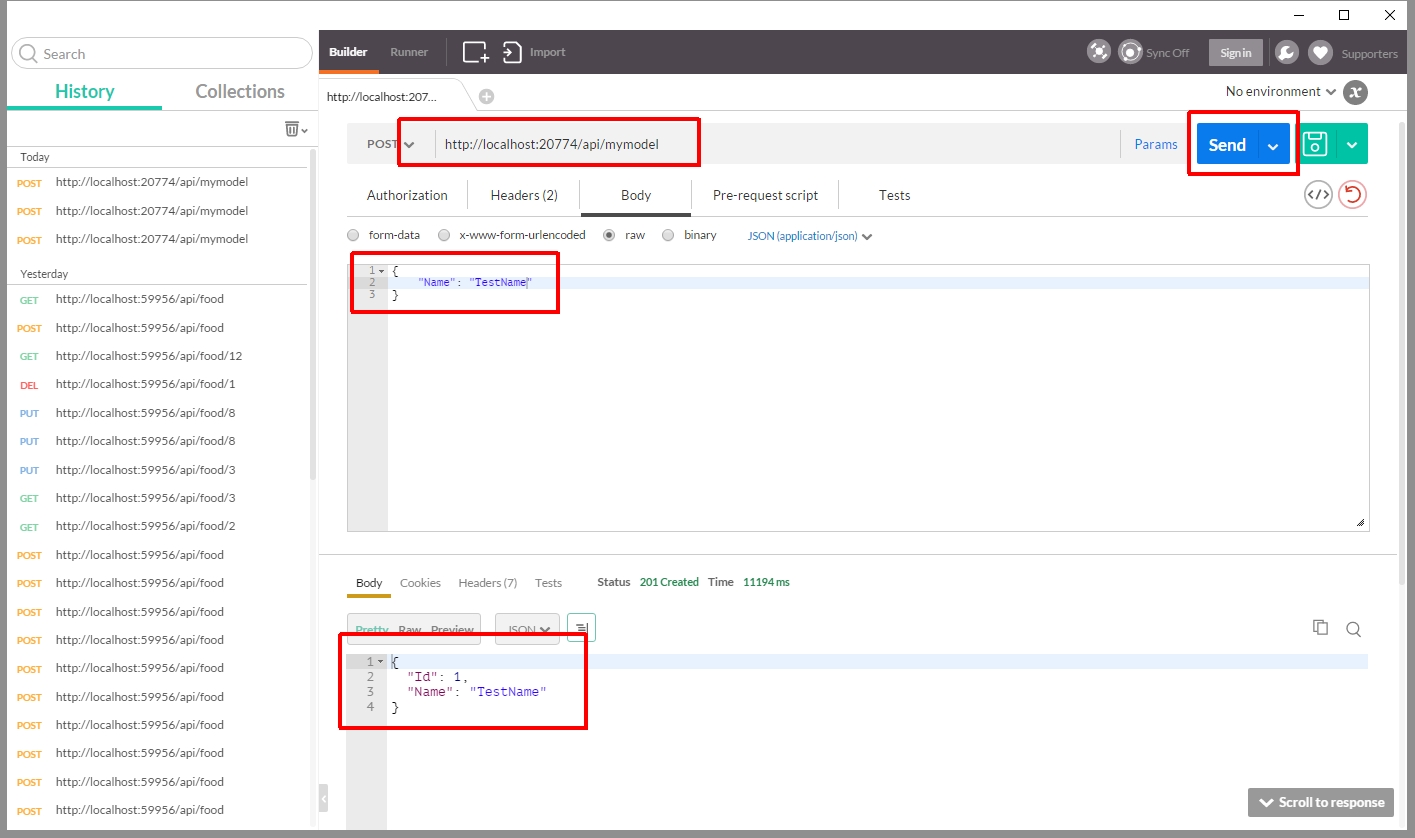 Search
History Collections
Today
POST http://localhost:20774/api/mymodel
POST http://localhost:20774/api/mymodel
POST http://localhost:20774/api/mymodel
Yesterday
GET http://localhost:59956/api/food
POST http://localhost:59956/api/food
GET http://localhost:59956/api/food/12
DEL http://localhost:59956/api/food/1
PUT http://localhost:59956/api/food/8
PUT http://localhost:59956/api/food/8
PUT http://localhost:59956/api/food/3
GET http://localhost:59956/api/food/3
GET http://localhost:59956/api/food/2
POST http://localhost:59956/api/food
POST http://localhost:59956/api/food
POST http://localhost:59956/api/food
POST http://localhost:59956/api/food
POST http://localhost:59956/api/food
POST http://localhost:59956/api/food
POST http://localhost:59956/api/food
POST http://localhost:59956/api/food
POST http://localhost:59956/api/food
POST http://localhost:59956/api/food
Builder Runner Import Sync Off Sign in Supporters
http://localhost:207... No environment
POST http://localhost:20774/api/mymodel Params Send
Authorization Headers (2) Body Pre-request script Tests
form-data x-www-form-urlencoded raw binary JSON (application/json)
1 {
2 "Name": "TestName"
3 }
Body Cookies Headers (7) Tests Status 201 Created Time 11194 ms
Pretty Raw Preview JSON
1 {
2 "Id": 1,
3 "Name": "TestName"
4 }
Scroll to response